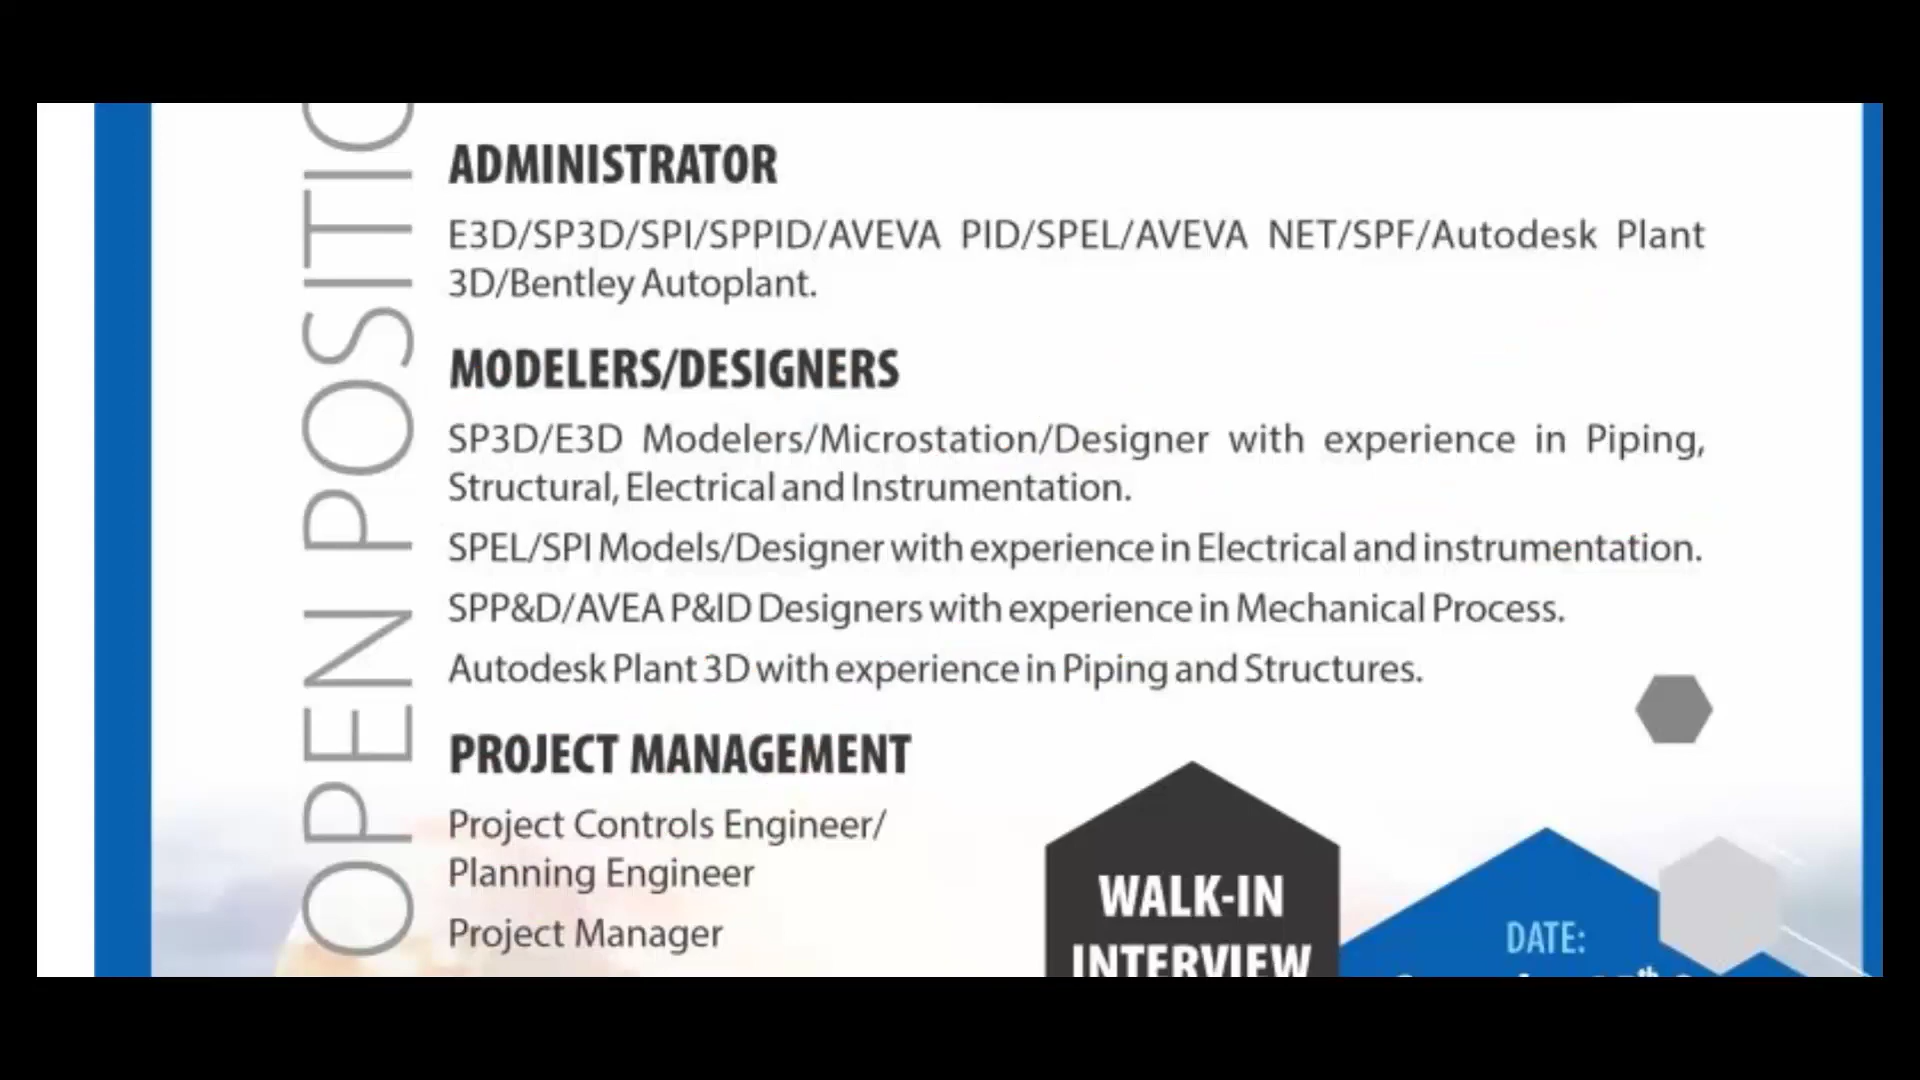 OPEN POSITIO
ADMINISTRATOR
E3D/SP3D/SPI/SPPID/AVEVA PID/SPEL/AVEVA NET/SPF/Autodesk Plant
3D/Bentley Autoplant.
MODELERS/DESIGNERS
SP3D/E3D Modelers/Microstation/Designer with experience in Piping,
Structural, Electrical and Instrumentation.
SPEL/SPI Models/Designer with experience in Electrical and instrumentation.
SPP&D/AVEA P&ID Designers with experience in Mechanical Process.
Autodesk Plant 3D with experience in Piping and Structures.
PROJECT MANAGEMENT
Project Controls Engineer/
Planning Engineer
Project Manager
WALK-IN
INTERVIEW
DATE: